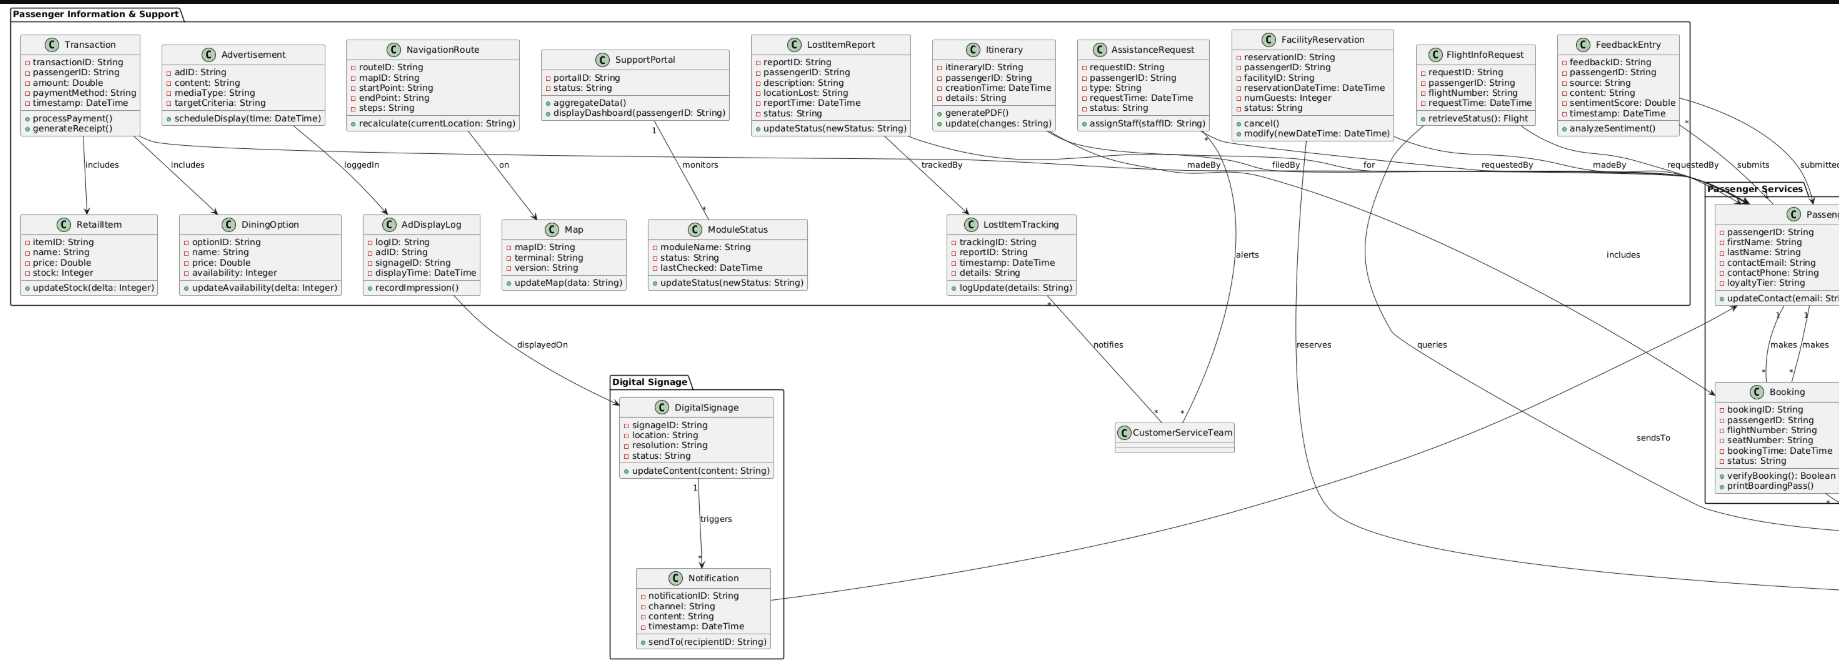 Passenger Information & Support
C Transaction
transactionID: String
passengerID: String
amount: Double
paymentMethod: String
timestamp: DateTime
processPayment()
generateReceipt()
C Advertisement
adID: String
content: String
mediaType: String
targetCriteria: String
scheduleDisplay(time: DateTime)
C NavigationRoute
routeID: String
mapID: String
startPoint: String
endPoint: String
steps: String
recalculate(currentLocation: String)
C SupportPortal
portalID: String
status: String
aggregateData()
displayDashboard(passengerID: String)
C LostItemReport
reportID: String
passengerID: String
description: String
locationLost: String
reportTime: DateTime
status: String
updateStatus(newStatus: String)
C Itinerary
itineraryID: String
passengerID: String
creationTime: DateTime
details: String
generatePDF()
update(changes: String)
C AssistanceRequest
requestID: String
passengerID: String
type: String
requestTime: DateTime
status: String
assignStaff(staffID: String)
C FacilityReservation
reservationID: String
passengerID: String
facilityID: String
reservationDateTime: DateTime
numGuests: Integer
status: String
cancel()
modify(newDateTime: DateTime)
C FlightInfoRequest
requestID: String
passengerID: String
flightNumber: String
requestTime: DateTime
retrieveStatus(): Flight
C FeedbackEntry
feedbackID: String
passengerID: String
source: String
content: String
sentimentScore: Double
timestamp: DateTime
analyzeSentiment()
1
*
*
includes
includes
loggedIn
on
monitors
trackedBy
madeBy
filedBy
for
requestedBy
madeBy
requestedBy
submits
submitted
*
1
C RetailItem
itemID: String
name: String
price: Double
stock: Integer
updateStock(delta: Integer)
C DiningOption
optionID: String
name: String
price: Double
availability: Integer
updateAvailability(delta: Integer)
C AdDisplayLog
logID: String
adID: String
signageID: String
displayTime: DateTime
recordImpression()
C Map
mapID: String
terminal: String
version: String
updateMap(data: String)
C ModuleStatus
moduleName: String
status: String
lastChecked: DateTime
updateStatus(newStatus: String)
C LostItemTracking
trackingID: String
reportID: String
timestamp: DateTime
details: String
logUpdate(details: String)
*
alerts
includes
Passenger Services
C Passeng
passengerID: String
firstName: String
lastName: String
contactEmail: String
contactPhone: String
loyaltyTier: String
updateContact(email: Stri
1
1
displayedOn
notifies
reserves
queries
makes
makes
*
*
Digital Signage
C DigitalSignage
signageID: String
location: String
resolution: String
status: String
updateContent(content: String)
1
triggers
*
*
*
C CustomerServiceTeam
sendsTo
C Booking
bookingID: String
passengerID: String
flightNumber: String
seatNumber: String
bookingTime: DateTime
status: String
verifyBooking(): Boolean
printBoardingPass()
*
C Notification
notificationID: String
channel: String
content: String
timestamp: DateTime
sendTo(recipientID: String)